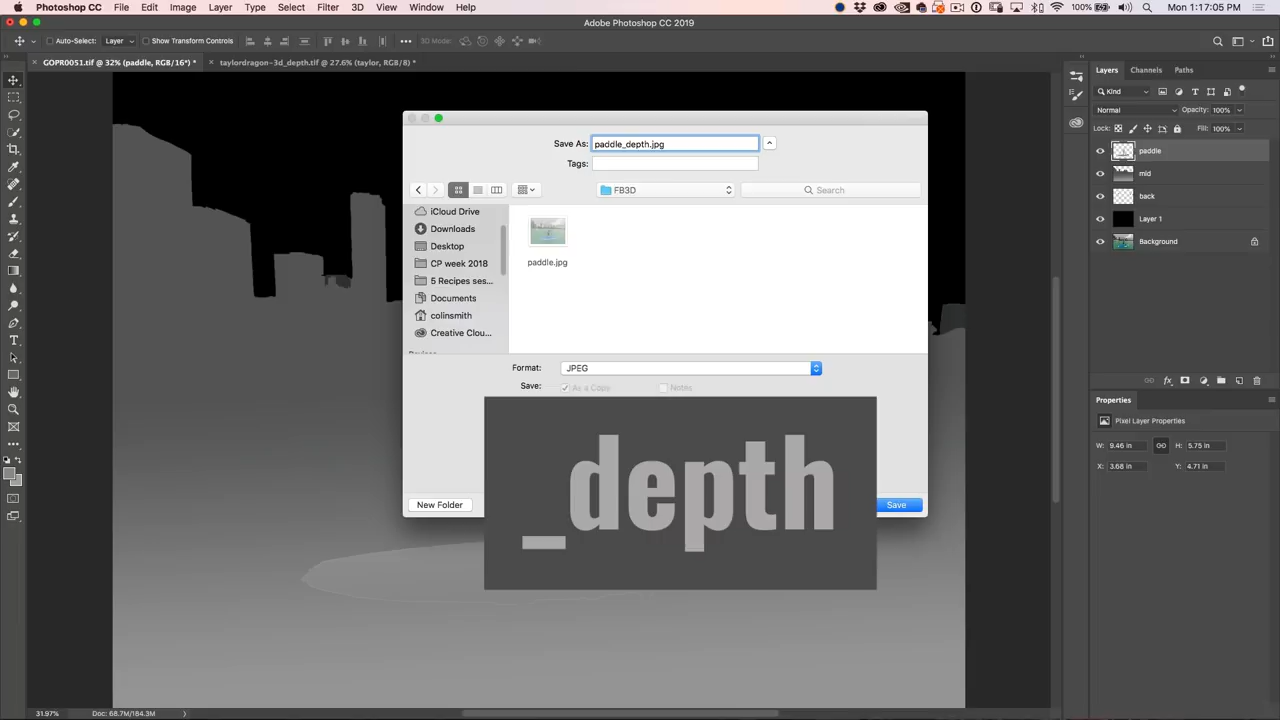 Photoshop CC File Edit Image Layer Type Select Filter 3D View Window Help 100% Mon 1:17:05 PM
Adobe Photoshop CC 2019
Auto-Select: Layer Show Transform Controls 3D Mode:
× GOPR0051.tif @ 32% (paddle, RGB/16*) * × taylordragon-3d_depth.tif @ 27.6% (taylor, RGB/8) *
Save As: paddle_depth.jpg
Tags:
FB3D
Search
iCloud Drive
Downloads
Desktop
CP week 2018
5 Recipes ses...
Documents
colinsmith
Creative Clou...
Devices
paddle.jpg
Format: JPEG
Save: As a Copy Notes
_depth
New Folder Save
Layers Channels Paths
Kind
Normal Opacity: 100%
Lock: Fill: 100%
paddle
mid
back
Layer 1
Background
fx
Properties
Pixel Layer Properties
W: 9.46 in H: 5.75 in
X: 3.68 in Y: 4.71 in
31.97% Doc: 68.7M/184.3M